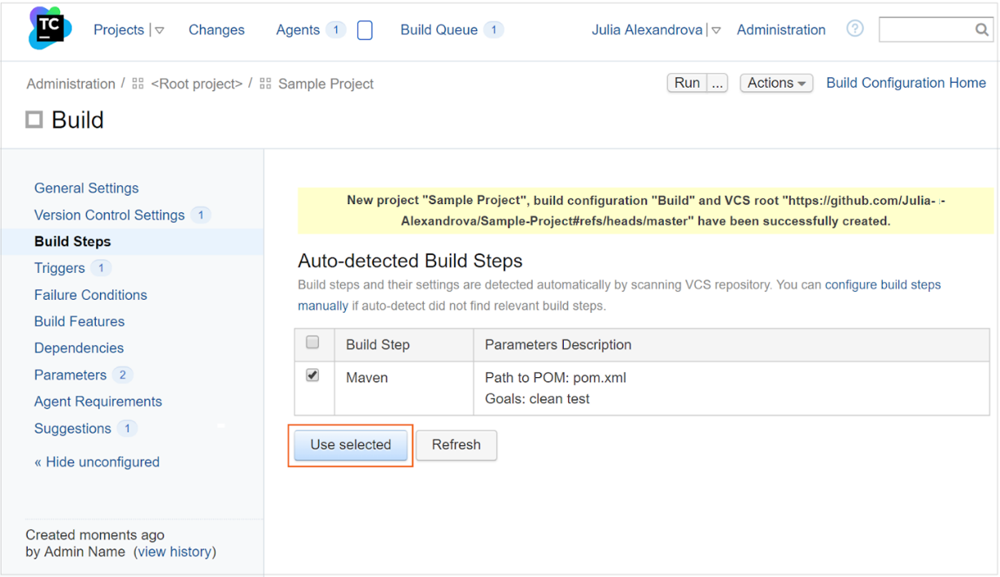 TC
Projects
Changes
Agents 1
Build Queue 1
Julia Alexandrova
Administration
?
Administration / <Root project> / Sample Project
Run ...
Actions
Build Configuration Home
Build
General Settings
Version Control Settings 1
Build Steps
Triggers 1
Failure Conditions
Build Features
Dependencies
Parameters 2
Agent Requirements
Suggestions 1
« Hide unconfigured
Created moments ago
by Admin Name (view history)
New project "Sample Project", build configuration "Build" and VCS root "https://github.com/Julia-
Alexandrova/Sample-Project#refs/heads/master" have been successfully created.
Auto-detected Build Steps
Build steps and their settings are detected automatically by scanning VCS repository. You can configure build steps
manually if auto-detect did not find relevant build steps.
Build Step Parameters Description
Maven Path to POM: pom.xml
Goals: clean test
Use selected Refresh